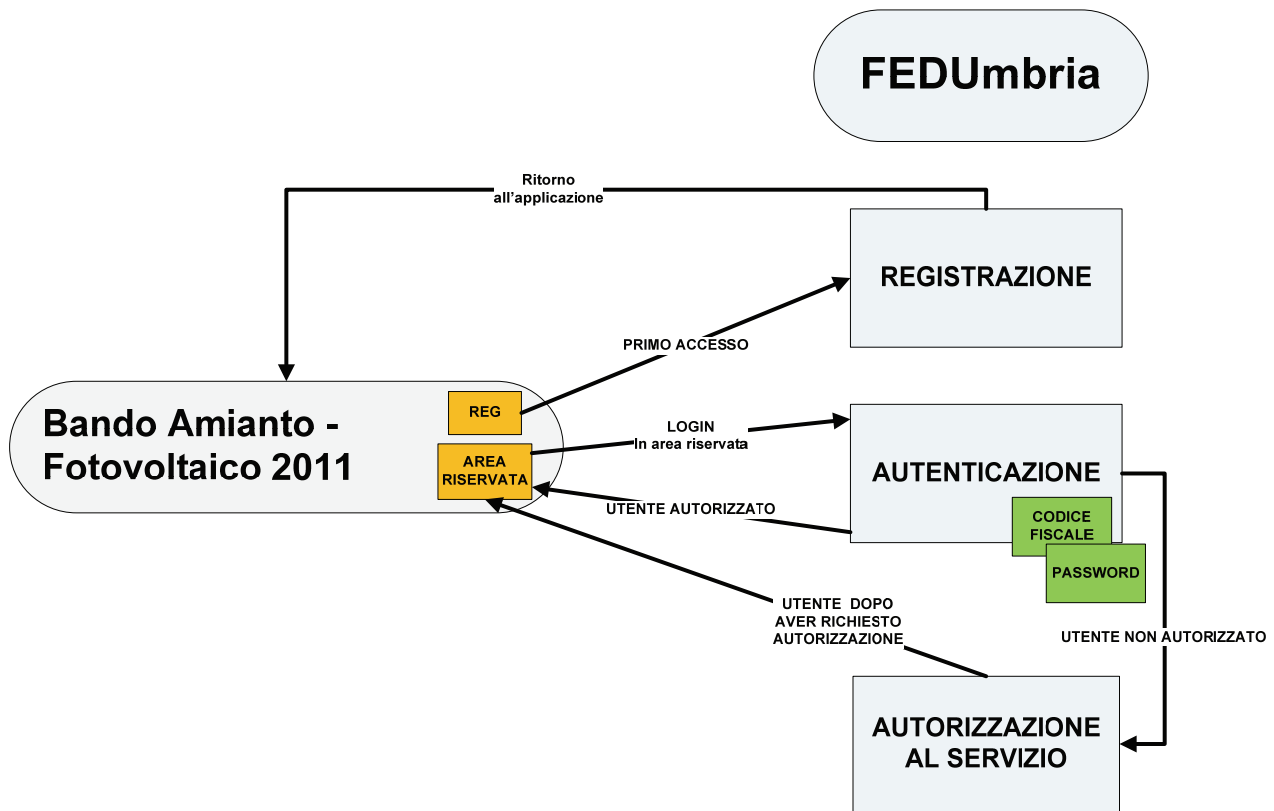 FEDUmbria
Ritorno
all'applicazione
REGISTRAZIONE
PRIMO ACCESSO
Bando Amianto -
Fotovoltaico 2011
REG
AREA
RISERVATA
LOGIN
In area riservata
AUTENTICAZIONE
UTENTE AUTORIZZATO
CODICE
FISCALE
PASSWORD
UTENTE DOPO
AVER RICHIESTO
AUTORIZZAZIONE
UTENTE NON AUTORIZZATO
AUTORIZZAZIONE
AL SERVIZIO